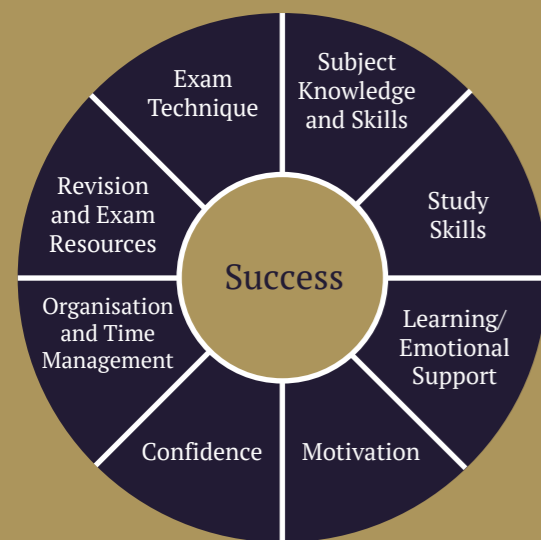 Subject
Knowledge
and Skills
Study
Skills
Learning/
Emotional
Support
Motivation
Confidence
Organisation
and Time
Management
Revision
and Exam
Resources
Exam
Technique
Success